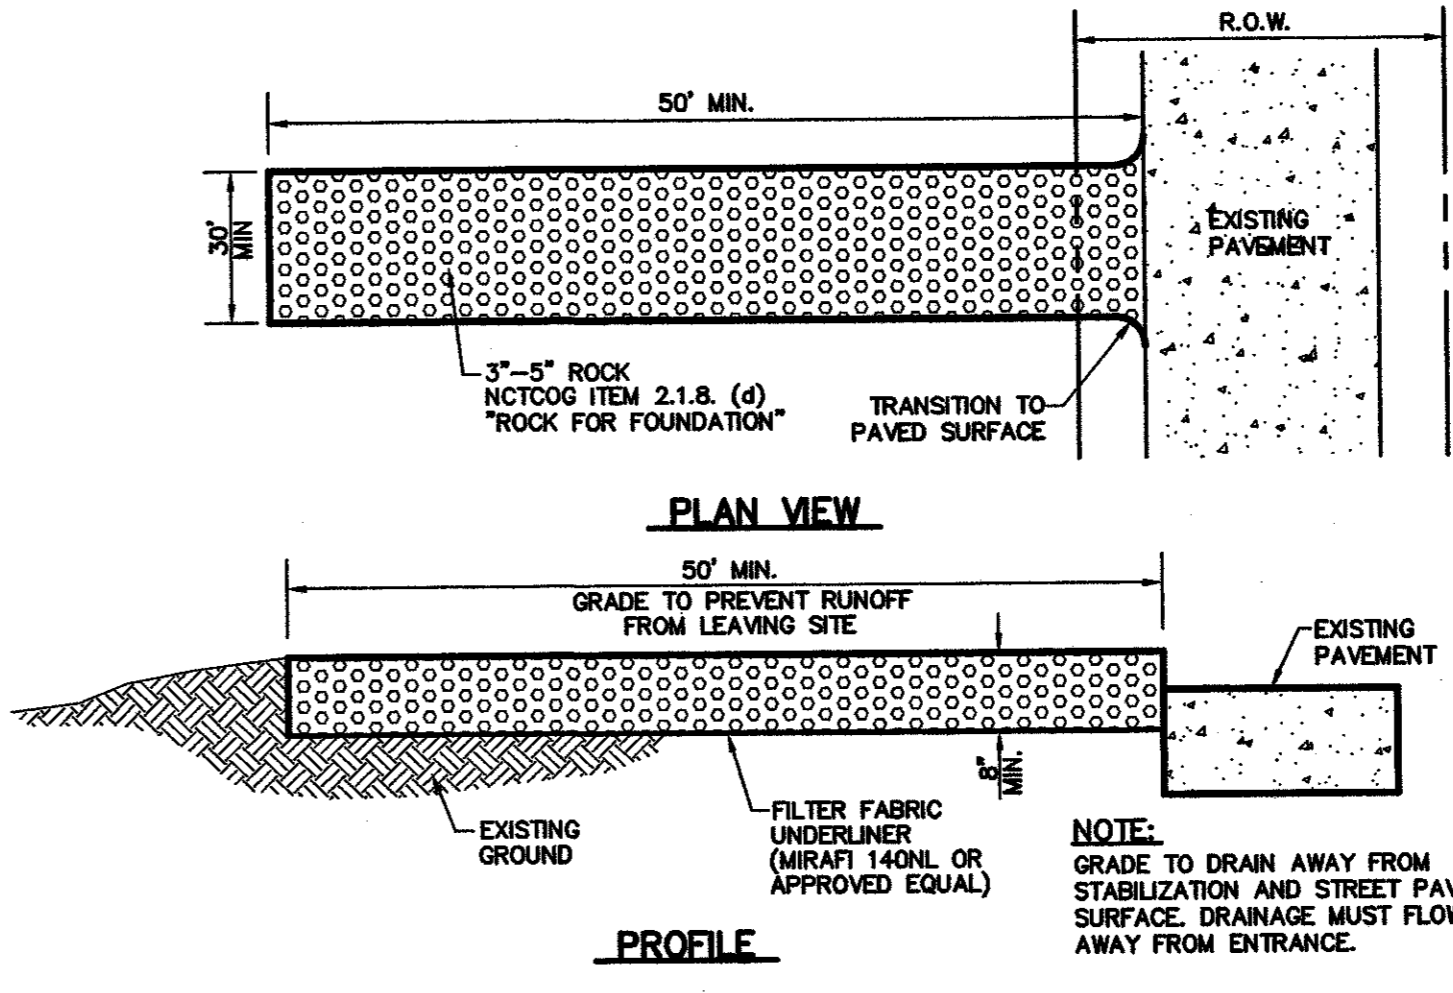 R.O.W.
50' MIN.
30'
MIN
EXISTING
PAVEMENT
3"-5" ROCK
NCTCOG ITEM 2.1.8. (d)
"ROCK FOR FOUNDATION"
TRANSITION TO
PAVED SURFACE
PLAN VIEW
50' MIN.
GRADE TO PREVENT RUNOFF
FROM LEAVING SITE
EXISTING
PAVEMENT
8"
MIN.
EXISTING
GROUND
FILTER FABRIC
UNDERLINER
(MIRAFI 140NL OR
APPROVED EQUAL)
NOTE:
GRADE TO DRAIN AWAY FROM
STABILIZATION AND STREET PAV
SURFACE. DRAINAGE MUST FLOW
AWAY FROM ENTRANCE.
PROFILE